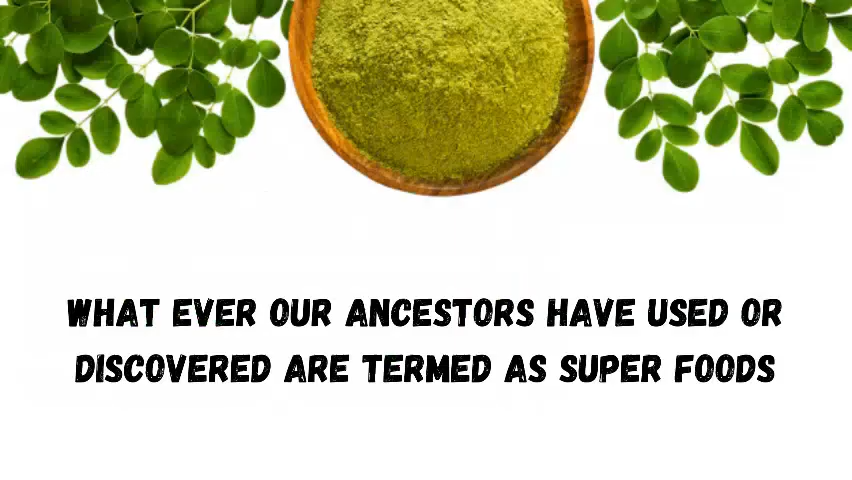 WHAT EVER OUR ANCESTORS HAVE USED OR
DISCOVERED ARE TERMED AS SUPER FOODS